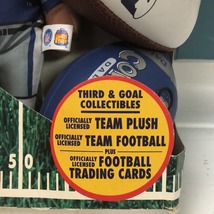 THIRD & GOAL
COLLECTIBLES
OFFICIALLY LICENSED TEAM PLUSH
OFFICIALLY LICENSED TEAM FOOTBALL
PLUS
OFFICIALLY LICENSED FOOTBALL
TRADING CARDS
50